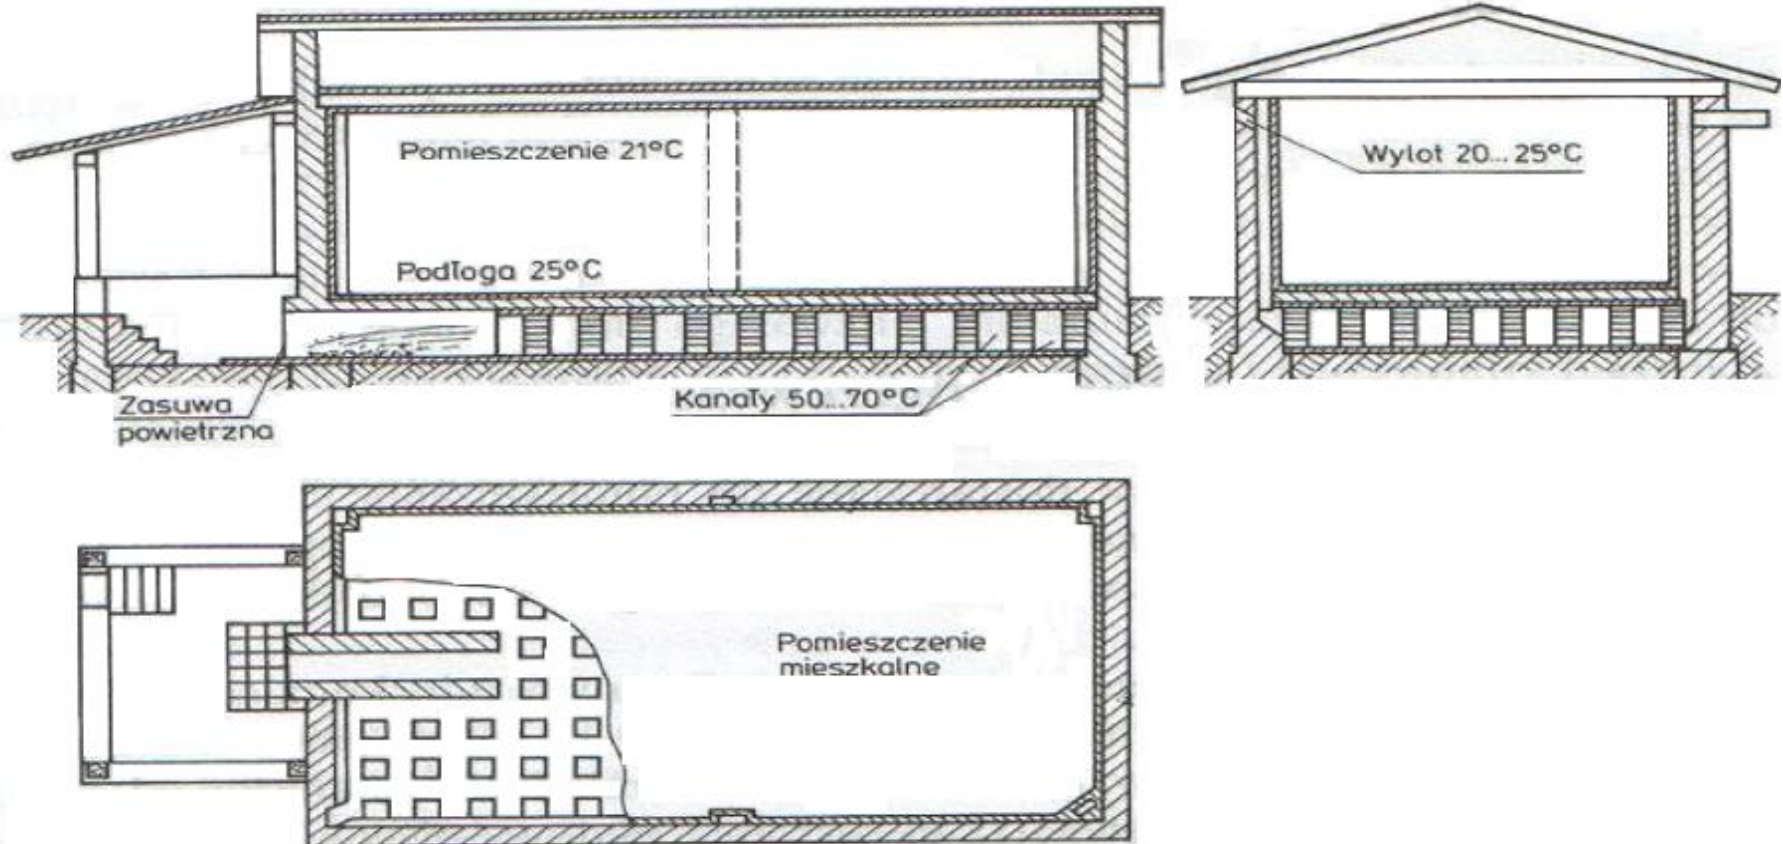 Pomieszczenie 21°C
Podłoga 25°C
Wylot 20...25°C
Zasuwa
powietrzna
Kanały 50...70°C
Pomieszczenie
mieszkalne